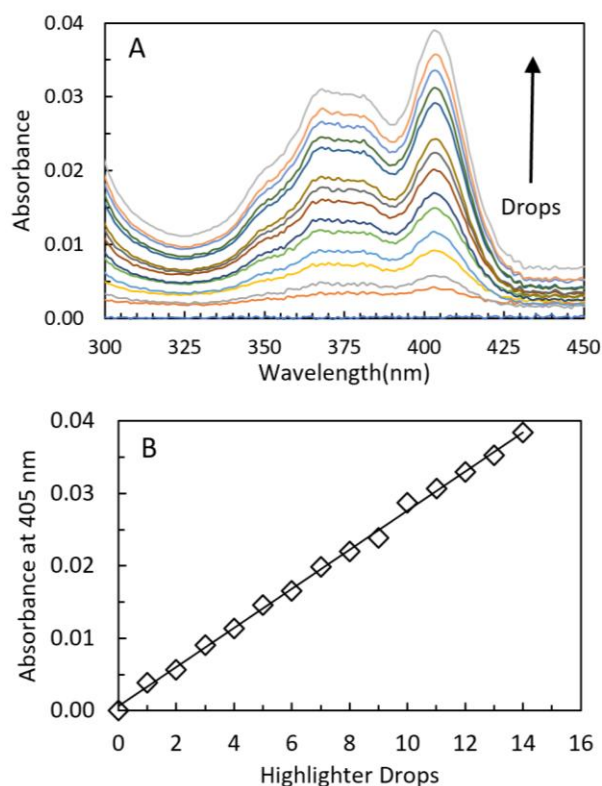 A
0.04
0.03
0.02
0.01
0.00
Absorbance
Drops
300 325 350 375 400 425 450
Wavelength(nm)
B
0.04
0.03
0.02
0.01
0.00
Absorbance at 405 nm
0 2 4 6 8 10 12 14 16
Highlighter Drops